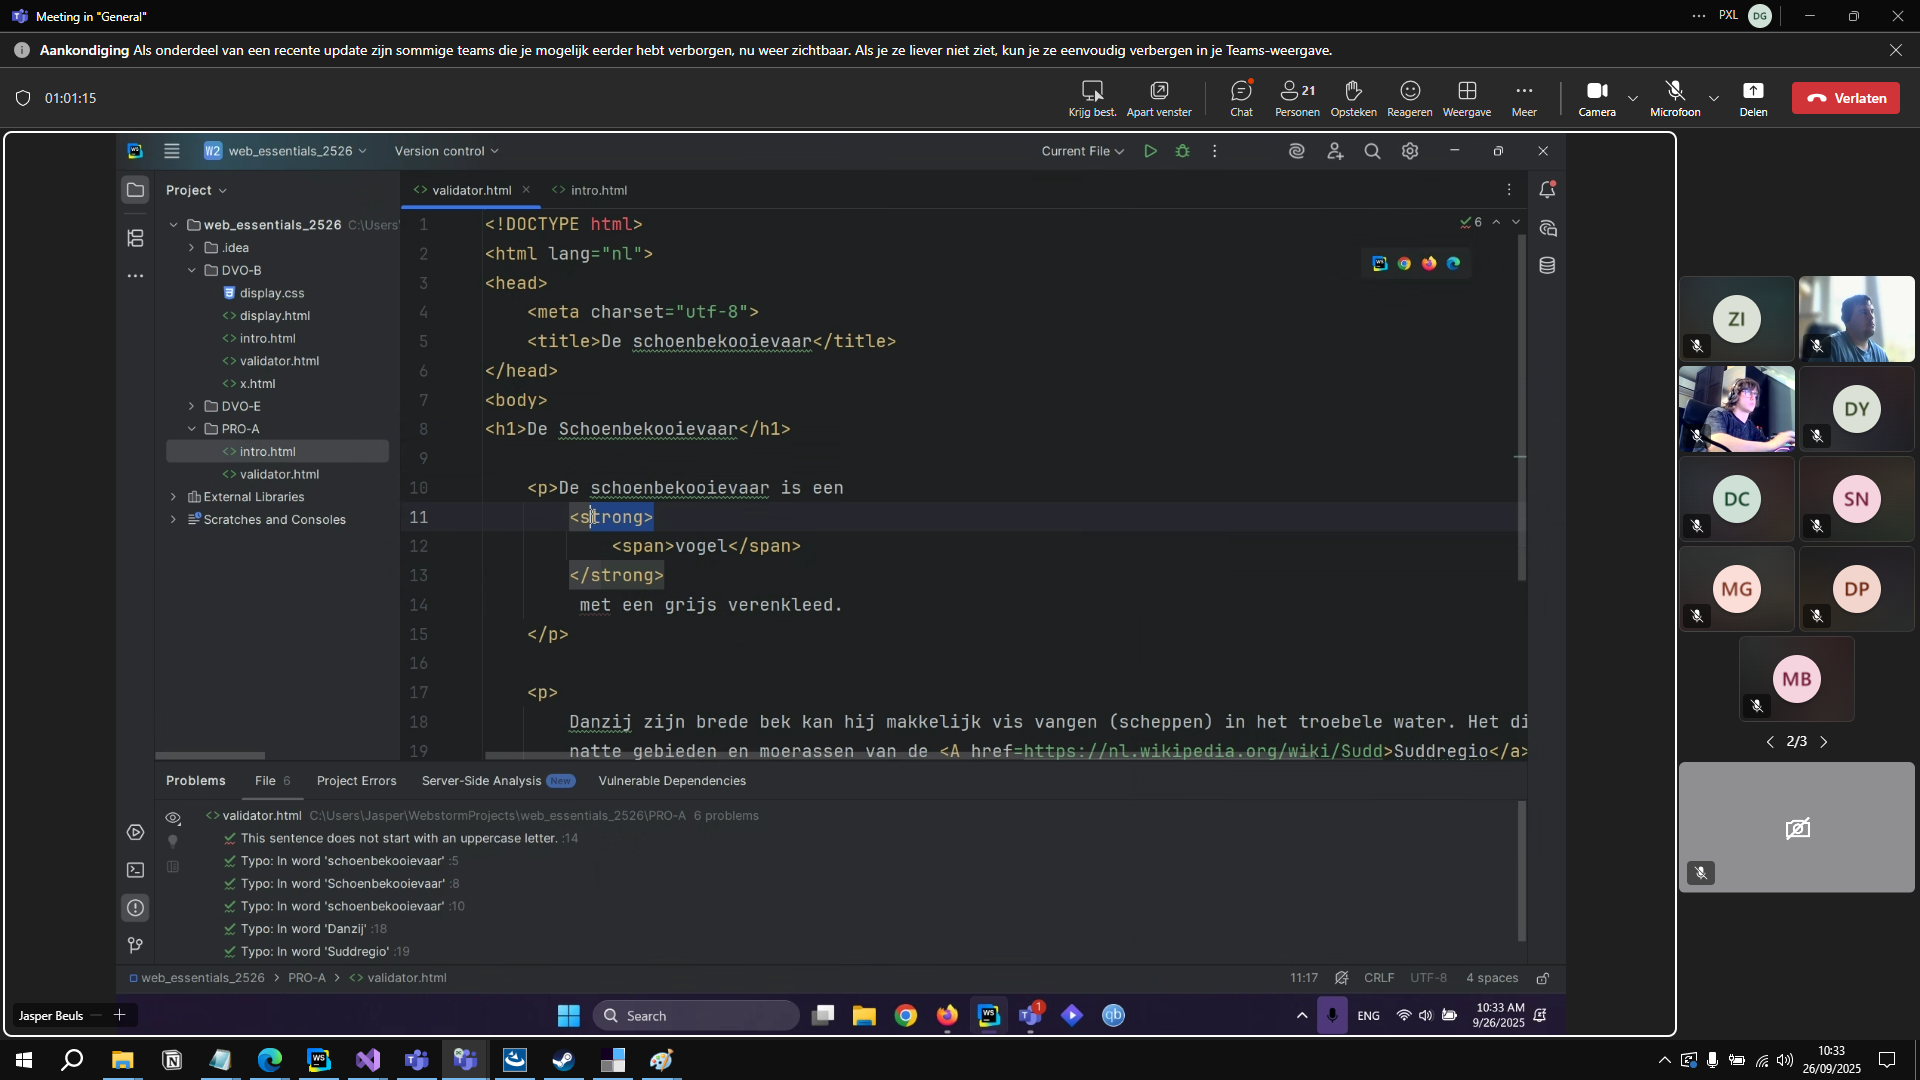 Meeting in "General"
PXL
DG
Aankondiging Als onderdeel van een recente update zijn sommige teams die je mogelijk eerder hebt verborgen, nu weer zichtbaar. Als je ze liever niet ziet, kun je ze eenvoudig verbergen in je Teams-weergave.
01:01:15
Krijg best.
Apart venster
Chat
21
Personen
Opsteken
Reageren
Weergave
Meer
Camera
Microfoon
Delen
Verlaten
WS
W2 web_essentials_2526
Version control
Current File
Project
validator.html
intro.html
web_essentials_2526 C:\Users
.idea
DVO-B
display.css
display.html
intro.html
validator.html
x.html
DVO-E
PRO-A
intro.html
validator.html
External Libraries
Scratches and Consoles
6
1 <!DOCTYPE html>
2 <html lang="nl">
3 <head>
4 <meta charset="utf-8">
5 <title>De schoenbekooievaar</title>
6 </head>
7 <body>
8 <h1>De Schoenbekooievaar</h1>
9
10 <p>De schoenbekooievaar is een
11 <strong>
12 <span>vogel</span>
13 </strong>
14 met een grijs verenkleed.
15 </p>
16
17 <p>
18 Danzij zijn brede bek kan hij makkelijk vis vangen (scheppen) in het troebele water. Het di
19 natte gebieden en moerassen van de <A href=https://nl.wikipedia.org/wiki/Sudd>Suddregio</a>
Problems
File 6
Project Errors
Server-Side Analysis New
Vulnerable Dependencies
validator.html C:\Users\Jasper\WebstormProjects\web_essentials_2526\PRO-A 6 problems
This sentence does not start with an uppercase letter. :14
Typo: In word 'schoenbekooievaar' :5
Typo: In word 'Schoenbekooievaar' :8
Typo: In word 'schoenbekooievaar' :10
Typo: In word 'Danzij' :18
Typo: In word 'Suddregio' :19
web_essentials_2526 > PRO-A > validator.html
11:17
CRLF
UTF-8
4 spaces
Jasper Beuls
Search
WS
1
qb
ENG
10:33 AM
9/26/2025
ZI
DY
DC
SN
MG
DP
MB
2/3
WS
10:33
26/09/2025